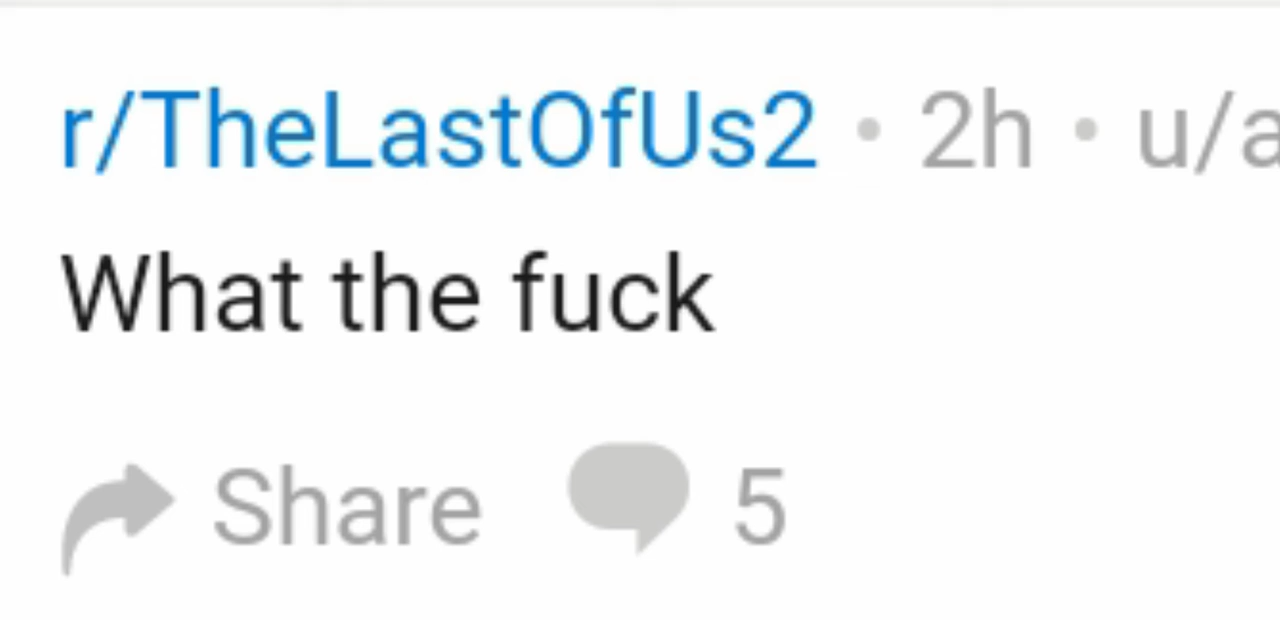 r/TheLastOfUs2 • 2h • u/a
What the fuck
Share 5